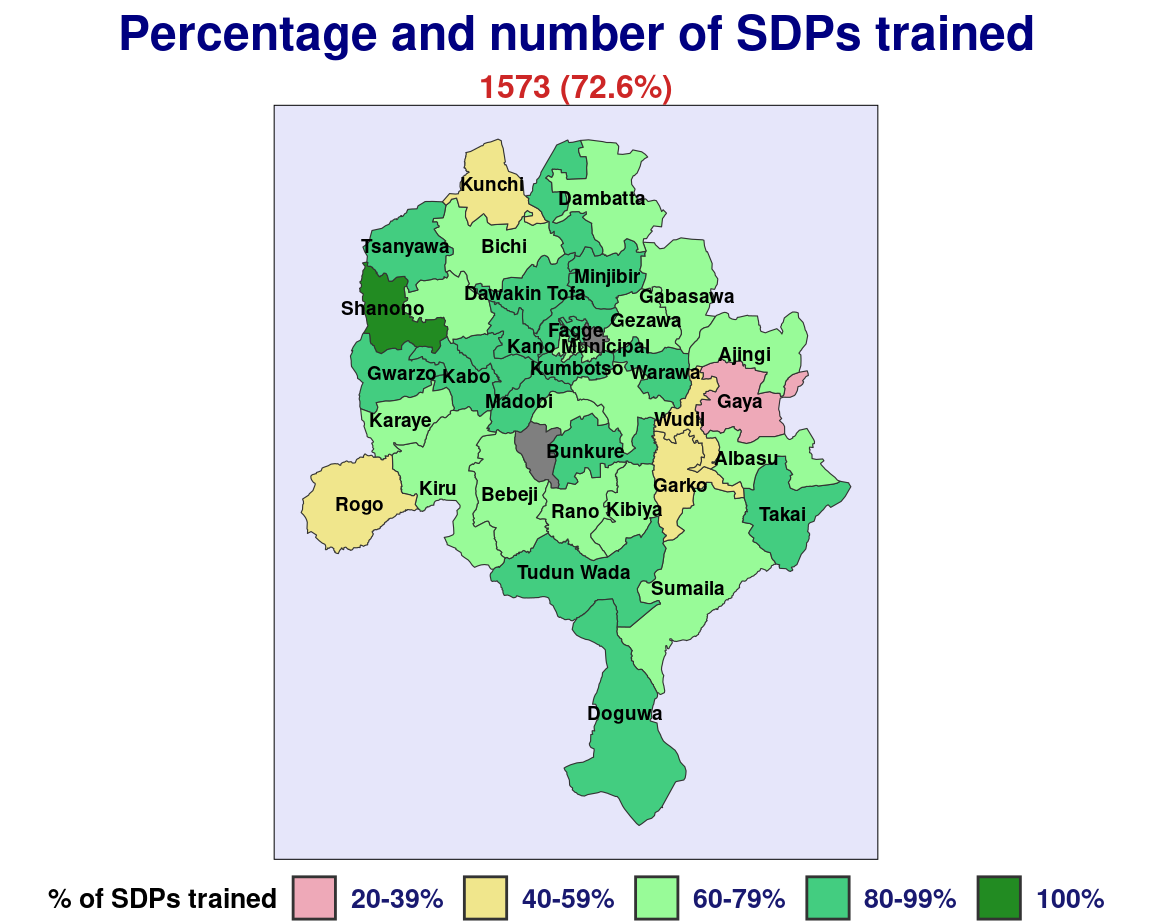 Percentage and number of SDPs trained
1573 (72.6%)
Kunchi
Dambatta
Tsanyawa
Bichi
Minjibir
Dawakin Tofa
Gabasawa
Shanono
Gezawa
Fagge
Kano Municipal
Ajingi
Kumbotso
Warawa
Gwarzo
Kabo
Madobi
Gaya
Karaye
Wudil
Bunkure
Albasu
Garko
Kiru
Bebeji
Rogo
Rano
Kibiya
Takai
Tudun Wada
Sumaila
Doguwa
% of SDPs trained 20-39% 40-59% 60-79% 80-99% 100%